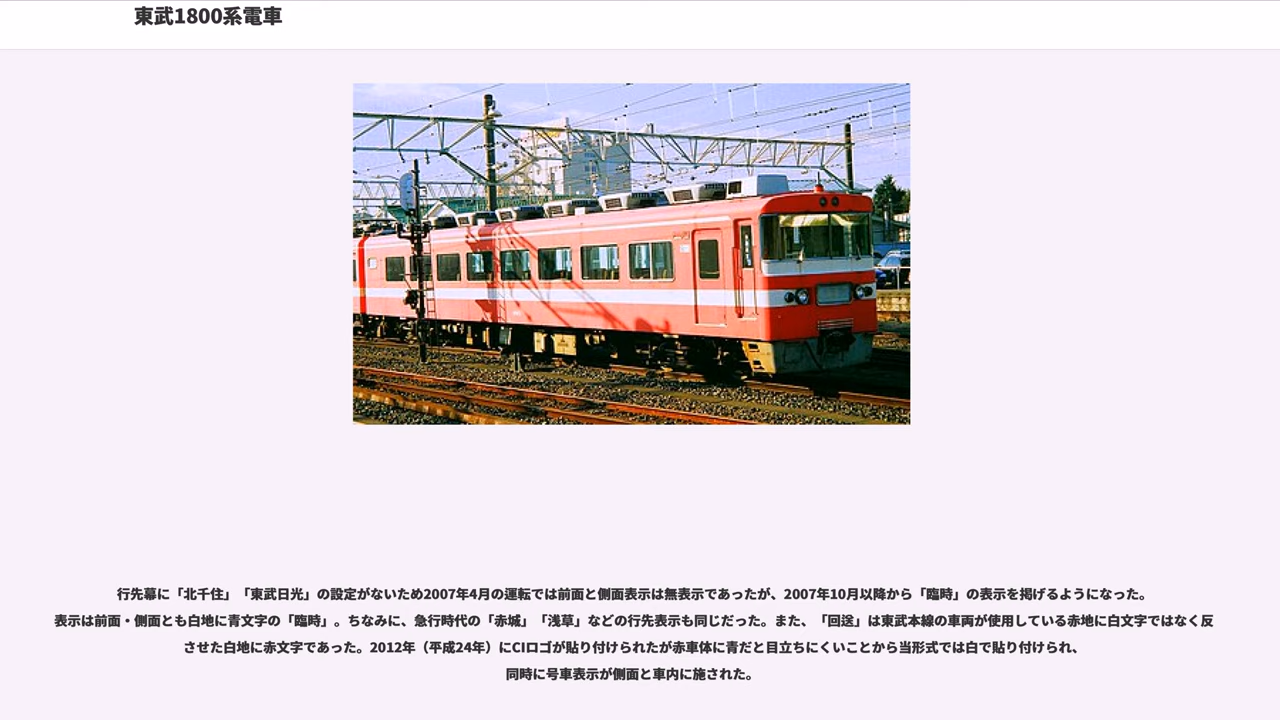 東武1800系電車
行先幕に「北千住」「東武日光」の設定がないため2007年4月の運転では前面と側面表示は無表示であったが、2007年10月以降から「臨時」の表示を掲げるようになった。
表示は前面・側面とも白地に青文字の「臨時」。ちなみに、急行時代の「赤城」「浅草」などの行先表示も同じだった。また、「回送」は東武本線の車両が使用している赤地に白文字ではなく反
させた白地に赤文字であった。2012年（平成24年）にCIロゴが貼り付けられたが赤車体に青だと目立ちにくいことから当形式では白で貼り付けられ、
同時に号車表示が側面と車内に施された。